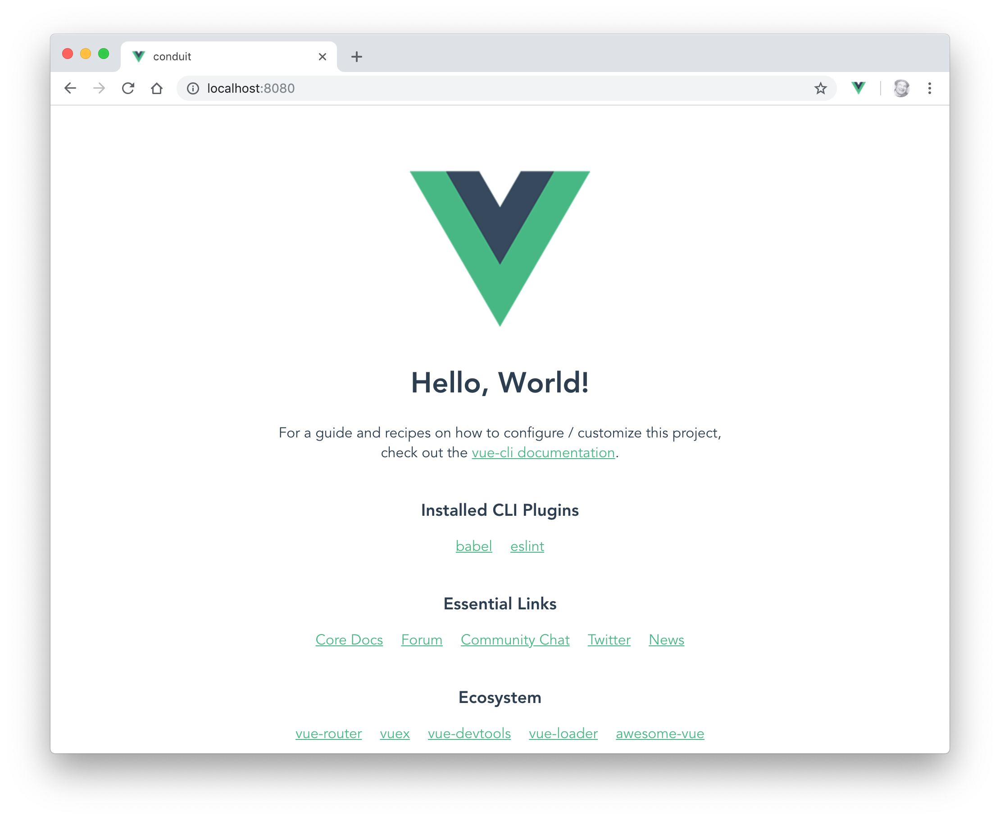 conduit
localhost:8080
Hello, World!
For a guide and recipes on how to configure / customize this project,
check out the vue-cli documentation.
Installed CLI Plugins
babel eslint
Essential Links
Core Docs Forum Community Chat Twitter News
Ecosystem
vue-router vuex vue-devtools vue-loader awesome-vue